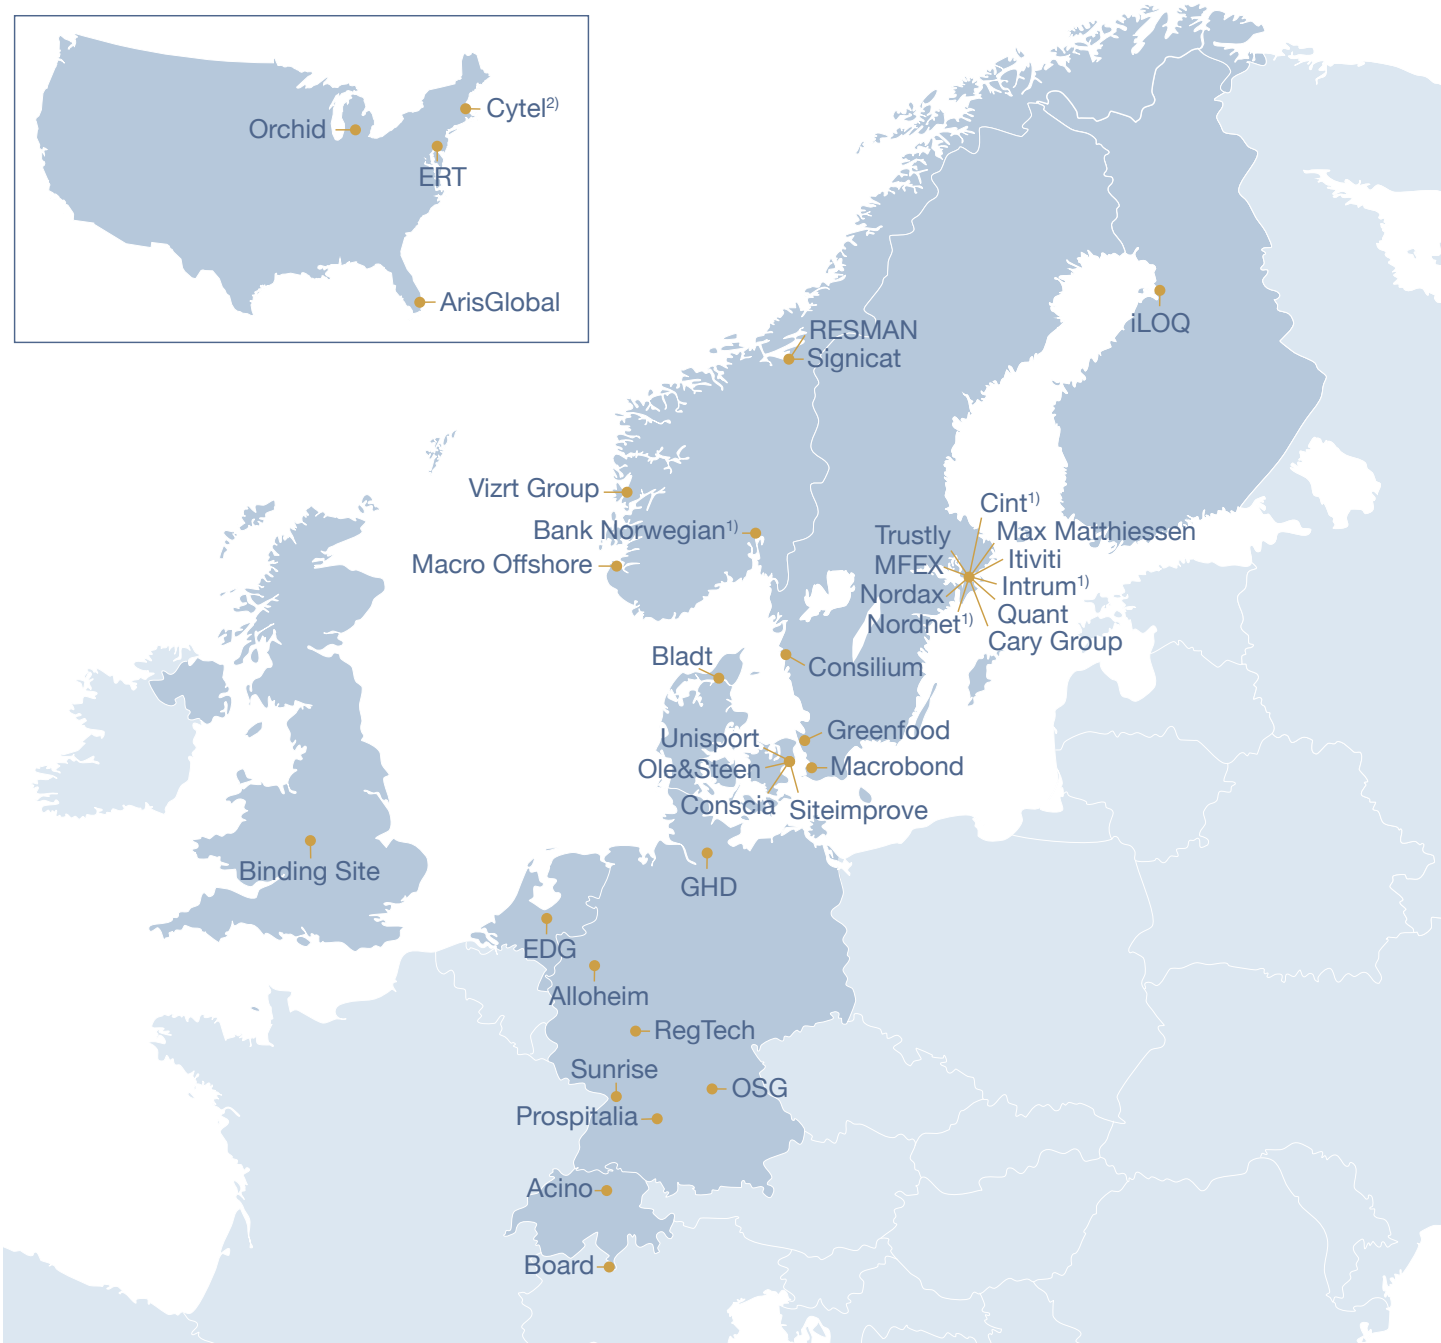 Cytel2)
Orchid
ERT
ArisGlobal
RESMAN
iLOQ
Signicat
Vizrt Group
Cint1)
Bank Norwegian1)
Trustly
Max Matthiessen
Macro Offshore
MFEX
Itiviti
Nordax
Intrum1)
Nordnet1)
Quant
Cary Group
Bladt
Consilium
Unisport
Greenfood
Ole&Steen
Macrobond
Conscia
Siteimprove
Binding Site
GHD
EDG
Alloheim
RegTech
Sunrise
OSG
Prospitalia
Acino
Board